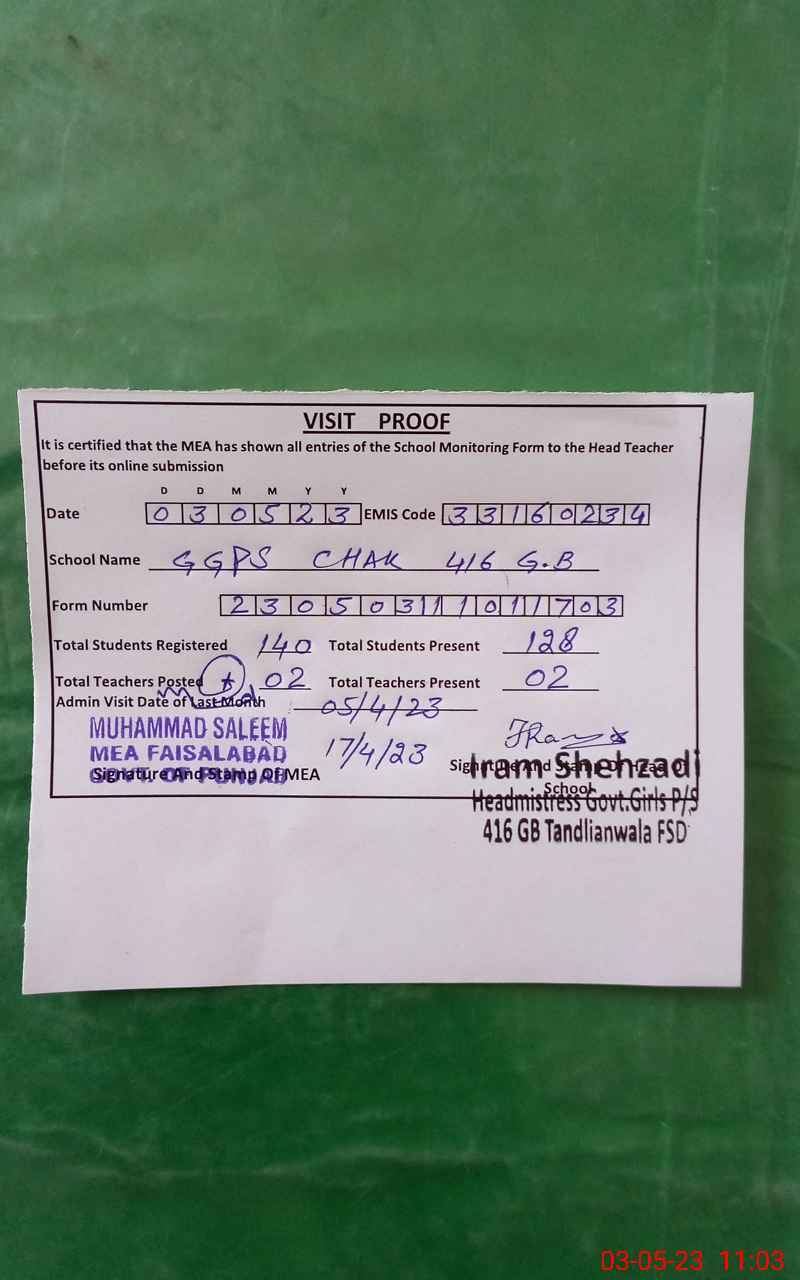 VISIT PROOF
It is certified that the MEA has shown all entries of the School Monitoring Form to the Head Teacher
before its online submission
D D M M Y Y
Date 0 3 0 5 2 3 EMIS Code 3 3 1 6 0 2 3 4
School Name GGPS CHAK 416 G.B
Form Number 2 3 0 5 0 3 1 1 1 0 1 1 7 0 3
Total Students Registered 140 Total Students Present 128
Total Teachers Posted 02 Total Teachers Present 02
Admin Visit Date of Last Month 05/4/23
17/4/23
MUHAMMAD SALEEM
MEA FAISALABAD
GOVT. OF PUNJAB
Signature And Stamp Of MEA
Signature and Stamp Of Head of
School
Iram Shehzadi
Headmistress Govt.Girls P/S
416 GB Tandlianwala FSD
03-05-23 11:03